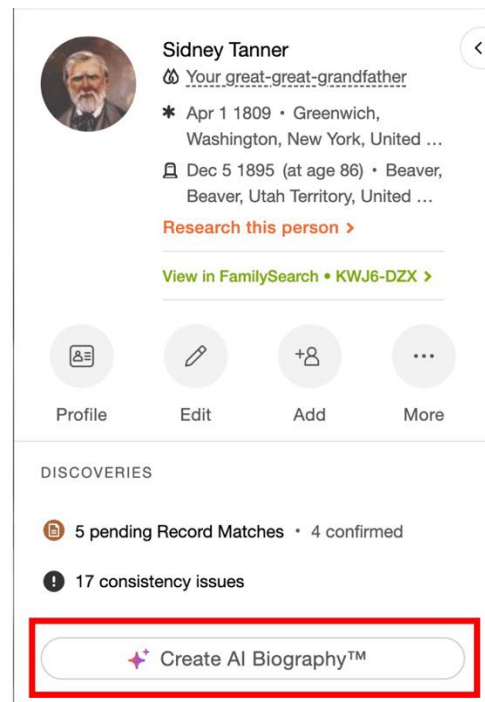 Sidney Tanner
Your great-great-grandfather
Apr 1 1809 • Greenwich,
Washington, New York, United ...
Dec 5 1895 (at age 86) • Beaver,
Beaver, Utah Territory, United ...
Research this person >
View in FamilySearch • KWJ6-DZX >
Profile Edit Add More
DISCOVERIES
5 pending Record Matches • 4 confirmed
17 consistency issues
Create AI Biography™